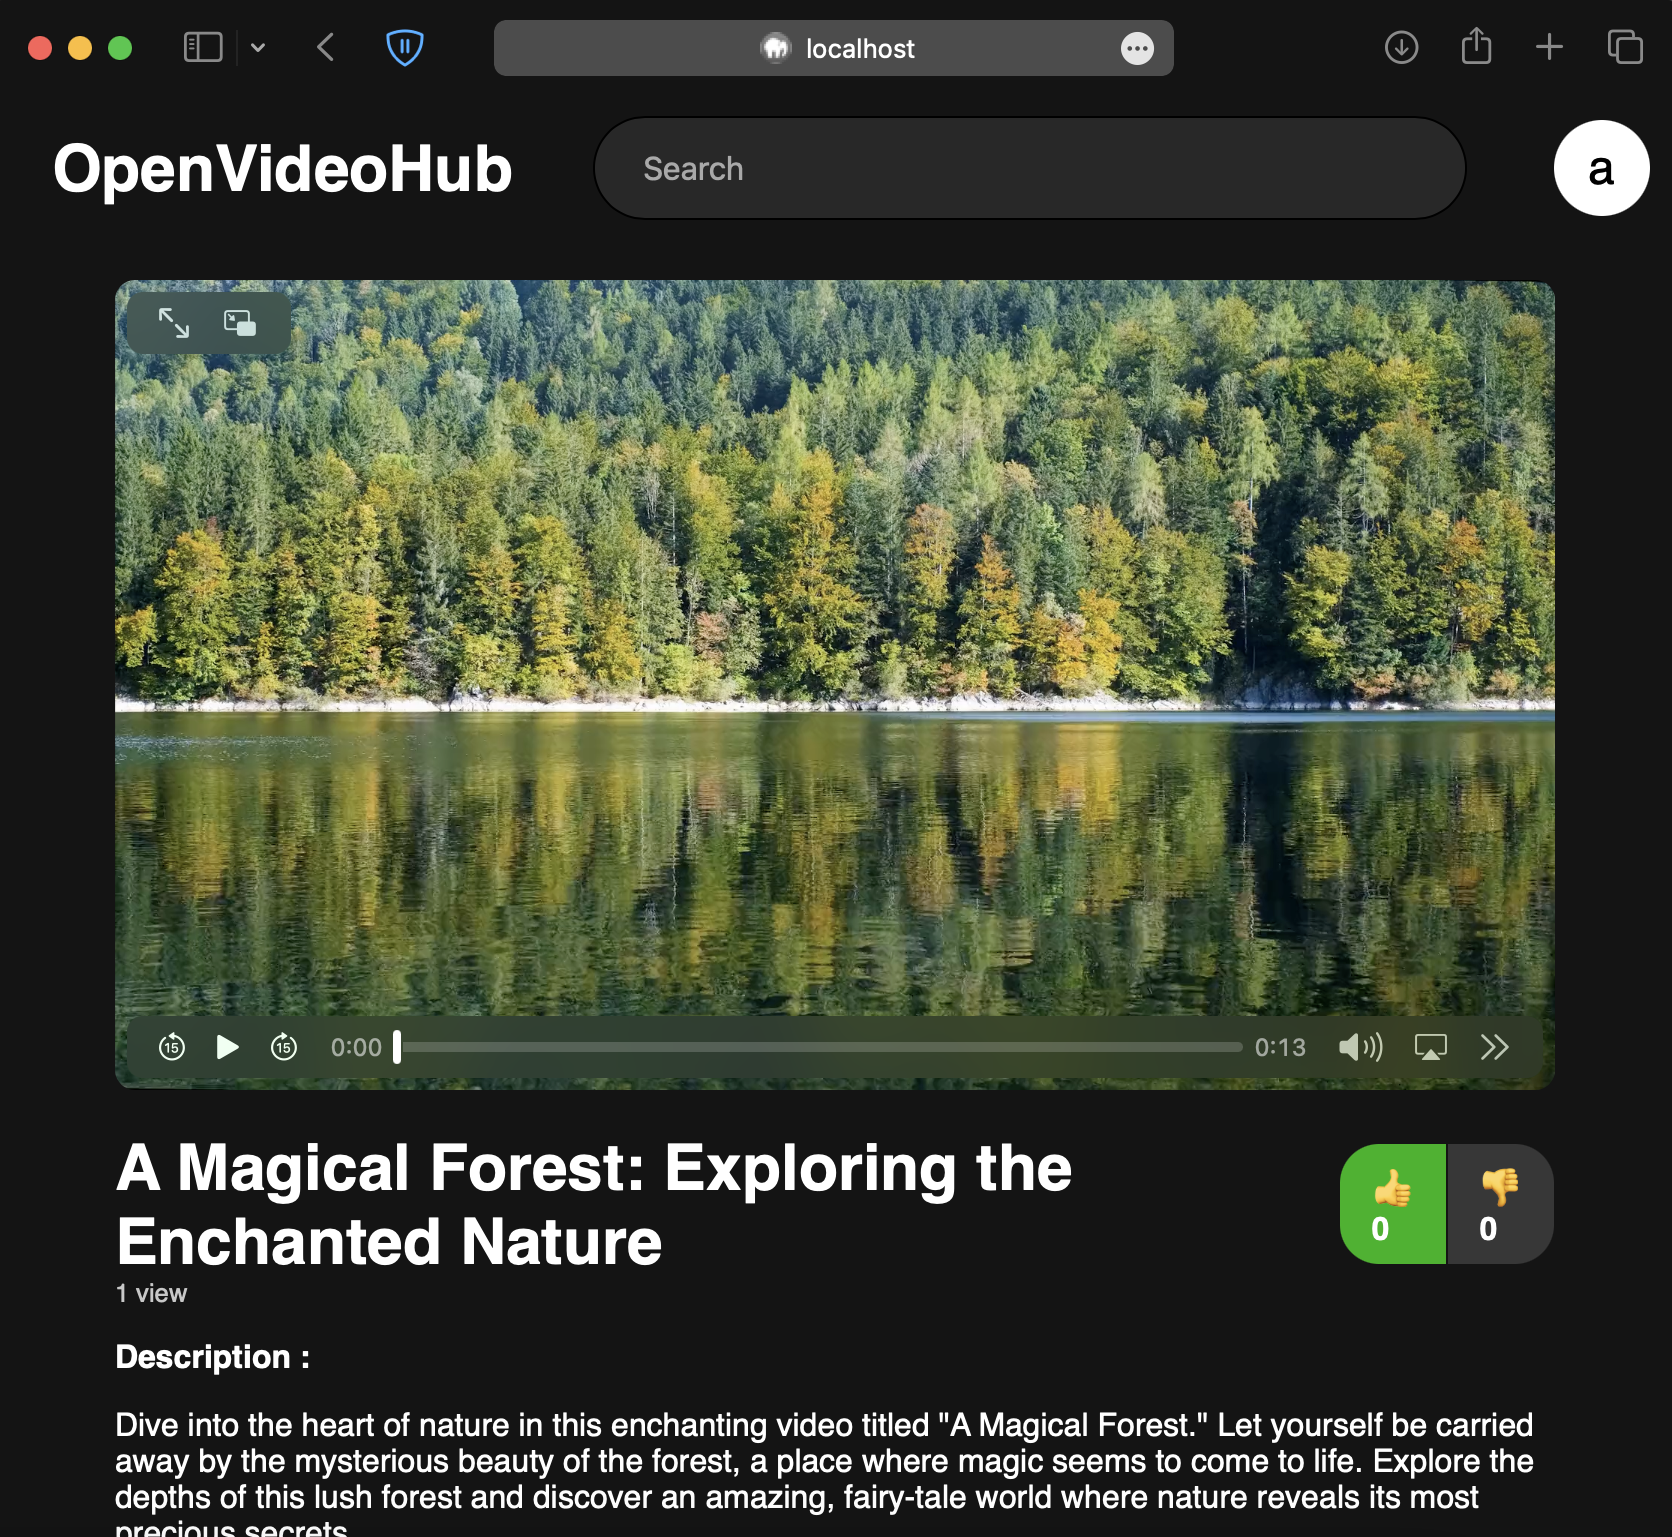 localhost
OpenVideoHub
Search
a
15
15
0:00
0:13
A Magical Forest: Exploring the
Enchanted Nature
👍
0
👎
0
1 view
Description :
Dive into the heart of nature in this enchanting video titled "A Magical Forest." Let yourself be carried
away by the mysterious beauty of the forest, a place where magic seems to come to life. Explore the
depths of this lush forest and discover an amazing, fairy-tale world where nature reveals its most
precious secrets.